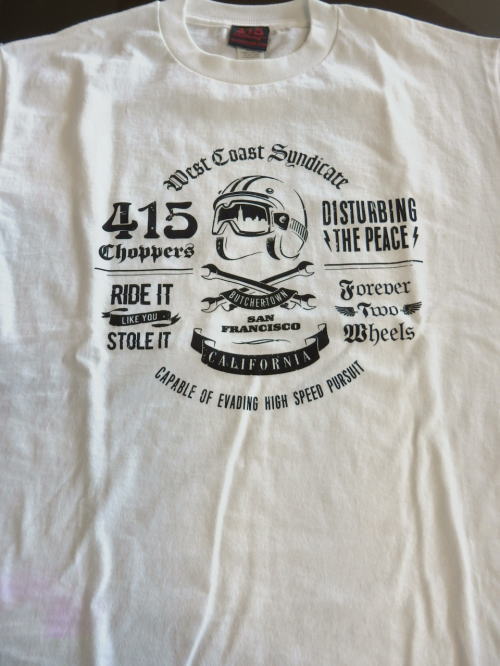 415
West Coast Syndicate
415
Choppers
DISTURBING
THE PEACE
RIDE IT
LIKE YOU
STOLE IT
BUTCHERTOWN
SAN
FRANCISCO
CALIFORNIA
Forever
Two
Wheels
CAPABLE OF EVADING HIGH SPEED PURSUIT